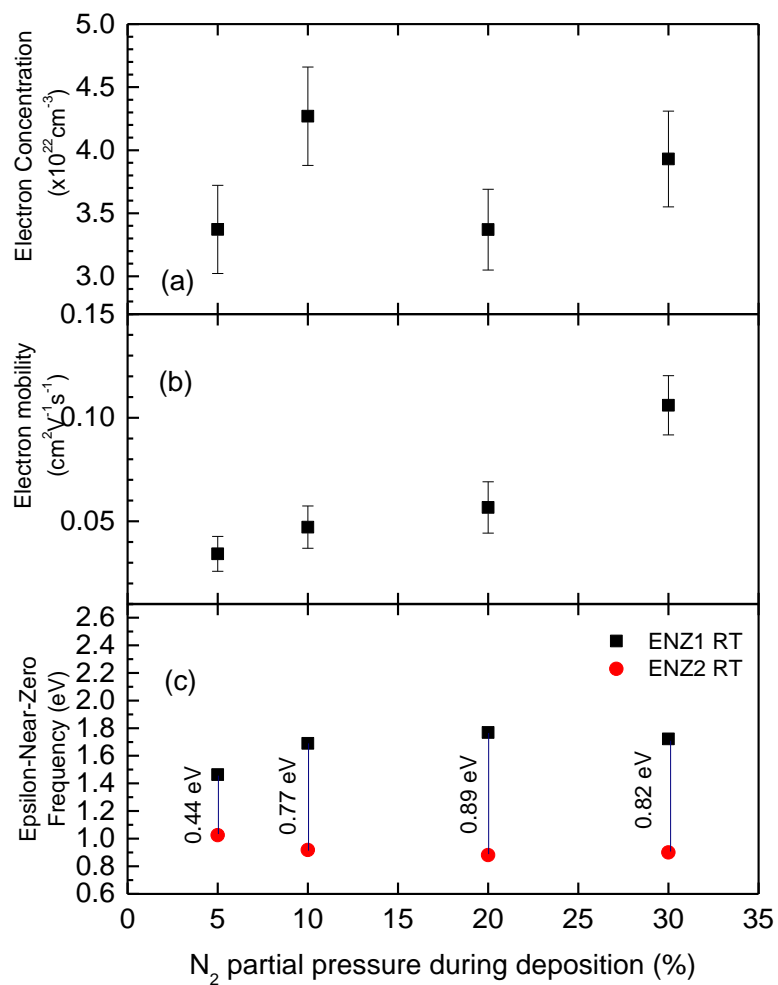 5.0
4.5
4.0
3.5
3.0
Electron Concentration
(x10²²cm⁻³)
(a)
0.15
0.10
0.05
Electron mobility
(cm²V⁻¹s⁻¹)
(b)
2.6
2.4
2.2
2.0
1.8
1.6
1.4
1.2
1.0
0.8
0.6
Epsilon-Near-Zero
Frequency (eV)
(c)
ENZ1 RT
ENZ2 RT
0.44 eV
0.77 eV
0.89 eV
0.82 eV
0 5 10 15 20 25 30 35
N₂ partial pressure during deposition (%)